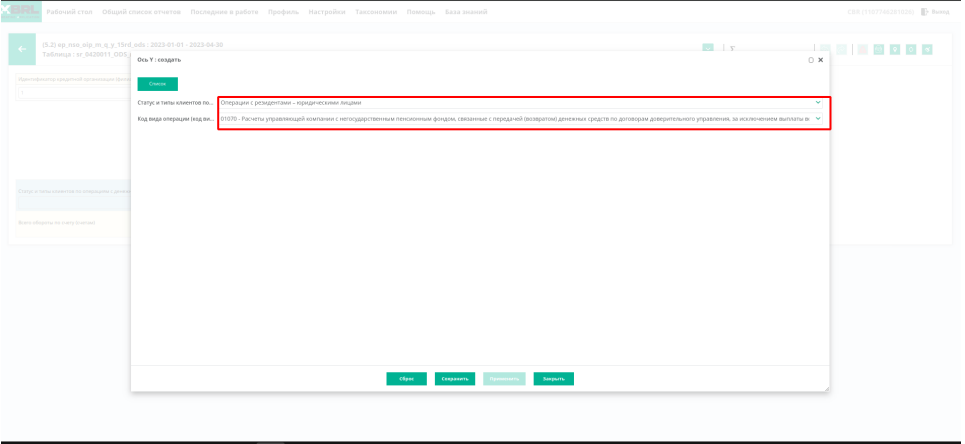 Рабочий стол Общий список отчетов Последние в работе Профиль Настройки Таксономии Помощь База знаний Выход
(5.2) ep_nso_oip_m_q_y_15rd_ods : 2023-01-01 - 2023-04-30
Таблица : sr_0420011_ODS_
Ось Y : создать
Список
Статус и типы клиентов по... Операции с резидентами – юридическими лицами
Код вида операции (код ви... 01070 - Расчеты управляющей компании с негосударственным пенсионным фондом, связанные с передачей (возвратом) денежных средств по договорам доверительного управления, за исключением выплаты в
Сброс Сохранить Применить Закрыть